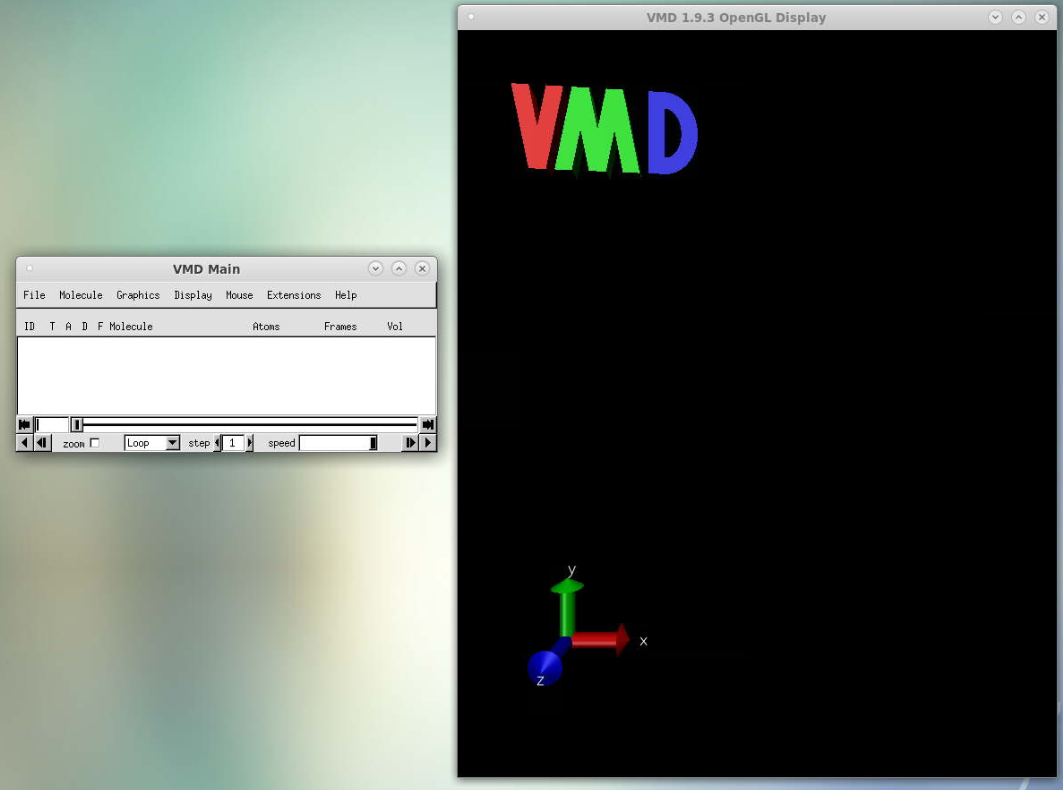 VMD 1.9.3 OpenGL Display
VMD
VMD Main
File Molecule Graphics Display Mouse Extensions Help
ID T A D F Molecule Atoms Frames Vol
zoom Loop step 1 speed
y
x
z